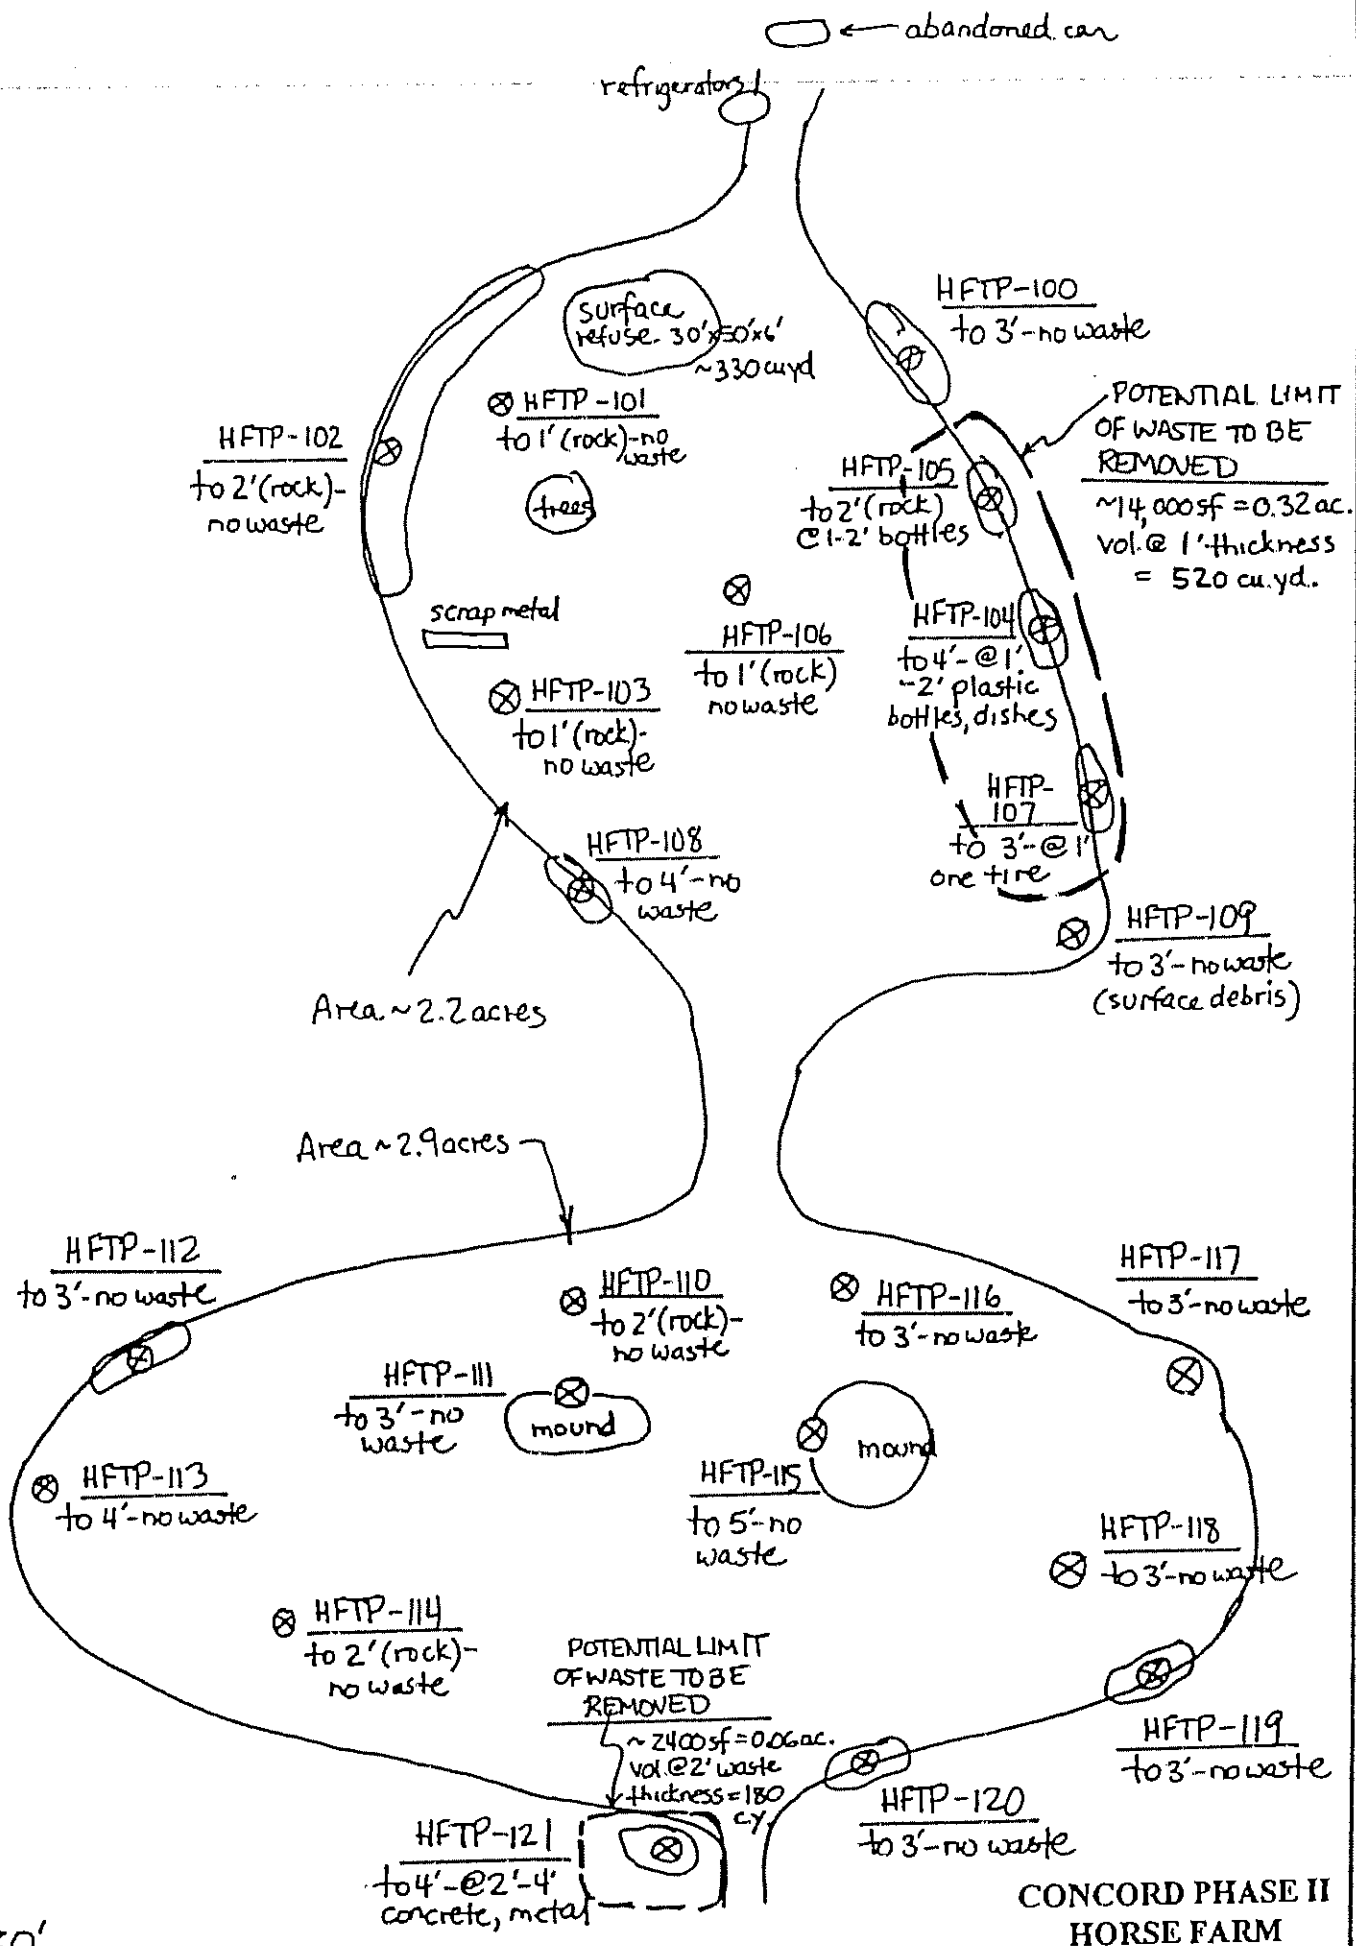 abandoned car
refrigerators
surface
refuse- 30'x50'x6'
~330 cuyd
HFTP-100
to 3'-no waste
POTENTIAL LIMIT
OF WASTE TO BE
REMOVED
~14,000sf = 0.32 ac.
vol.@ 1' thickness
= 520 cu.yd..
HFTP-101
to 1' (rock)-no
waste
HFTP-102
to 2' (rock)-
no waste
trees
HFTP-105
to 2' (rock)
@1-2' bottles
scrap metal
HFTP-106
to 1' (rock)
no waste
HFTP-104
to 4'-@1'
-2' plastic
bottles, dishes
HFTP-103
to 1' (rock)-
no waste
HFTP-
107
to 3'-@1'
one tire
HFTP-108
to 4'-no
waste
HFTP-109
to 3'-no waste
(surface debris)
Area ~ 2.2 acres
Area ~ 2.9 acres
HFTP-112
to 3'-no waste
HFTP-110
to 2' (rock)-
no waste
HFTP-116
to 3'-no waste
HFTP-117
to 3'-no waste
HFTP-111
to 3'-no
waste
mound
mound
HFTP-113
to 4'-no waste
HFTP-115
to 5'-no
waste
HFTP-118
to 3'-no waste
HFTP-114
to 2' (rock)-
no waste
POTENTIAL LIMIT
OF WASTE TO BE
REMOVED
~2400sf = 0.06ac.
vol.@2' waste
thickness = 180
c.y.
HFTP-119
to 3'-no waste
HFTP-120
to 3'-no waste
HFTP-121
to 4'-@2'-4'
concrete, metal
CONCORD PHASE II
HORSE FARM